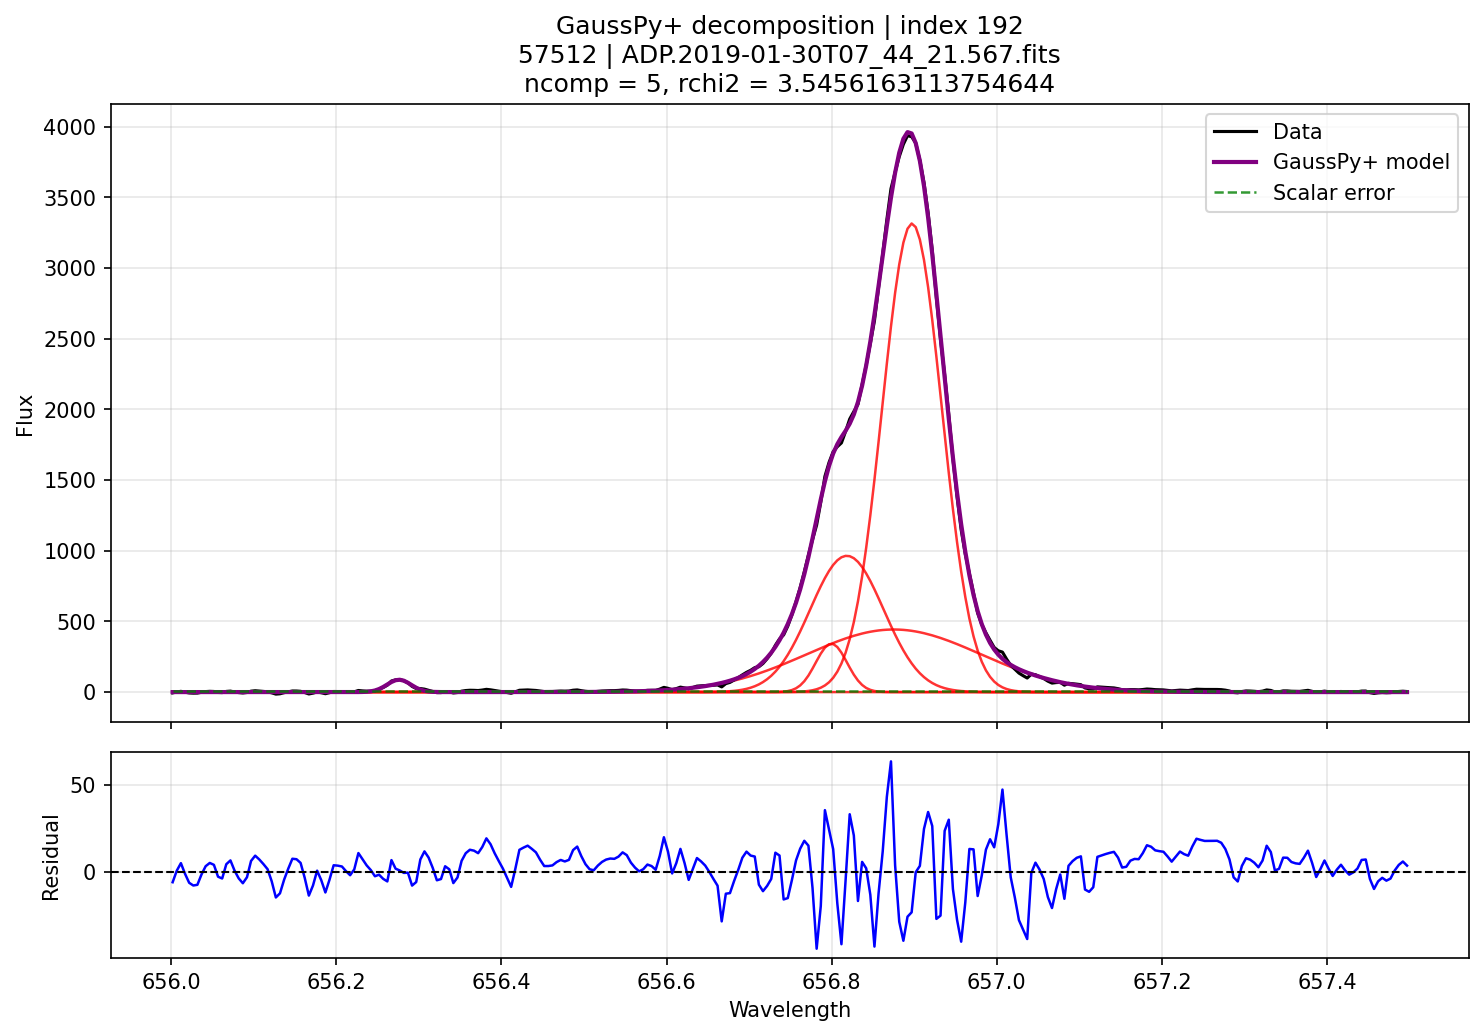 GaussPy+ decomposition | index 192
57512 | ADP.2019-01-30T07_44_21.567.fits
ncomp = 5, rchi2 = 3.5456163113754644
Data
GaussPy+ model
Scalar error
Flux
4000
3500
3000
2500
2000
1500
1000
500
0
Residual
50
0
656.0 656.2 656.4 656.6 656.8 657.0 657.2 657.4
Wavelength